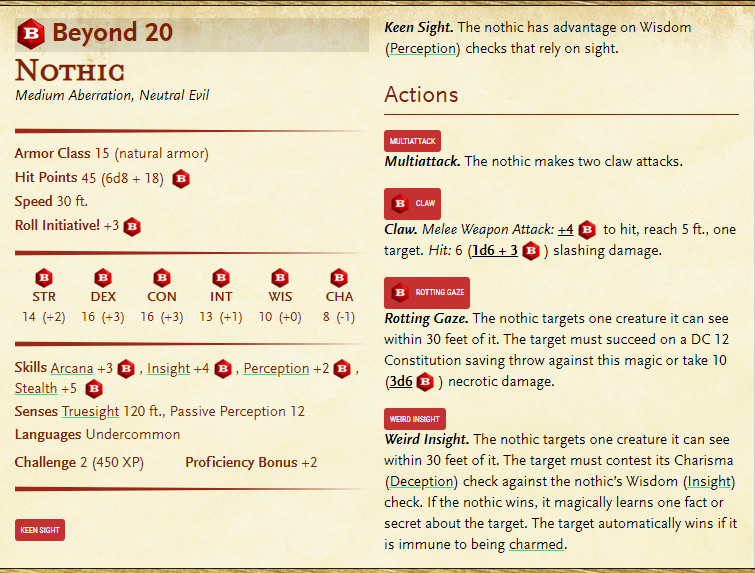 Beyond 20
Nothic
Medium Aberration, Neutral Evil
Armor Class 15 (natural armor)
Hit Points 45 (6d8 + 18) B
Speed 30 ft.
Roll Initiative! +3 B
B B B B B B
STR DEX CON INT WIS CHA
14 (+2) 16 (+3) 16 (+3) 13 (+1) 10 (+0) 8 (-1)
Skills Arcana +3 B , Insight +4 B , Perception +2 B ,
Stealth +5 B
Senses Truesight 120 ft., Passive Perception 12
Languages Undercommon
Challenge 2 (450 XP) Proficiency Bonus +2
KEEN SIGHT
Keen Sight. The nothic has advantage on Wisdom
(Perception) checks that rely on sight.
Actions
MULTIATTACK
Multiattack. The nothic makes two claw attacks.
B CLAW
Claw. Melee Weapon Attack: +4 B to hit, reach 5 ft., one
target. Hit: 6 (1d6 + 3 B ) slashing damage.
B ROTTING GAZE
Rotting Gaze. The nothic targets one creature it can see
within 30 feet of it. The target must succeed on a DC 12
Constitution saving throw against this magic or take 10
(3d6 B ) necrotic damage.
WEIRD INSIGHT
Weird Insight. The nothic targets one creature it can see
within 30 feet of it. The target must contest its Charisma
(Deception) check against the nothic's Wisdom (Insight)
check. If the nothic wins, it magically learns one fact or
secret about the target. The target automatically wins if it
is immune to being charmed.